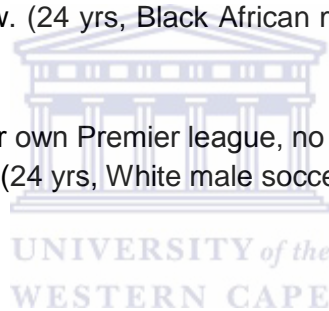 v. (24 yrs, Black African
r own Premier league, no
(24 yrs, White male socce
UNIVERSITY of the
WESTERN CAPE